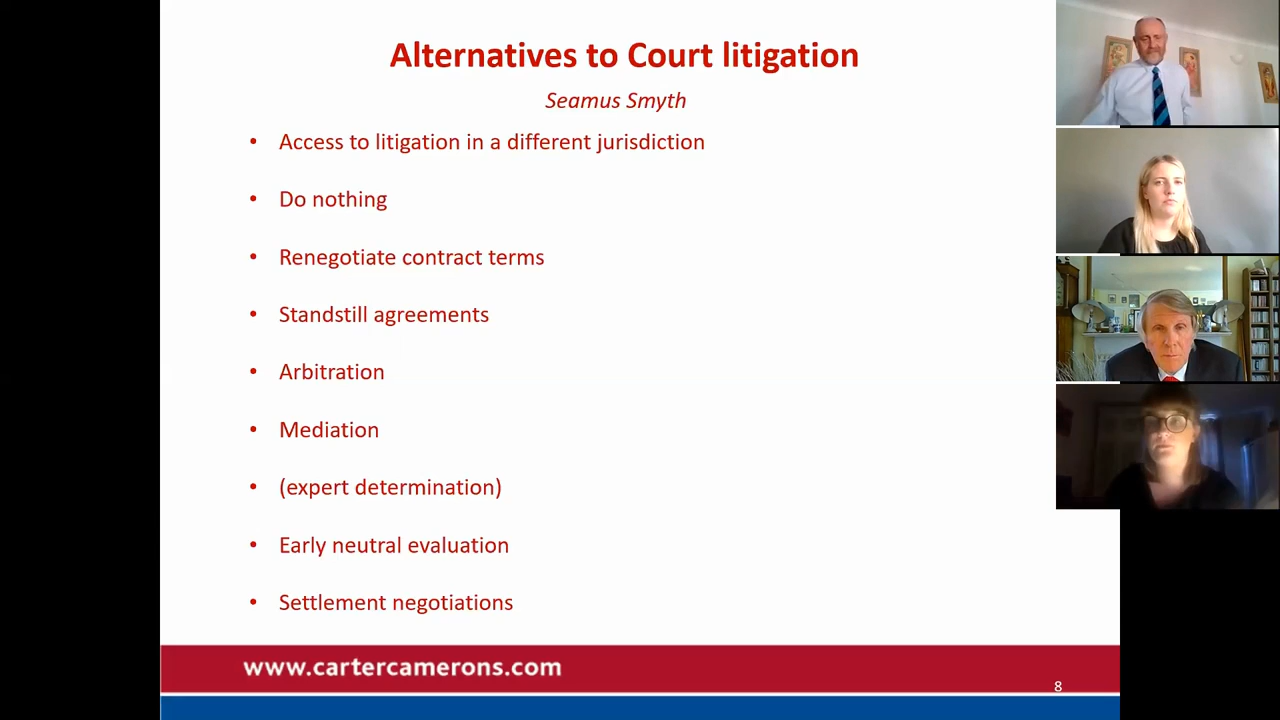 Alternatives to Court litigation
Seamus Smyth
• Access to litigation in a different jurisdiction
• Do nothing
• Renegotiate contract terms
• Standstill agreements
• Arbitration
• Mediation
• (expert determination)
• Early neutral evaluation
• Settlement negotiations
www.cartercamerons.com
8